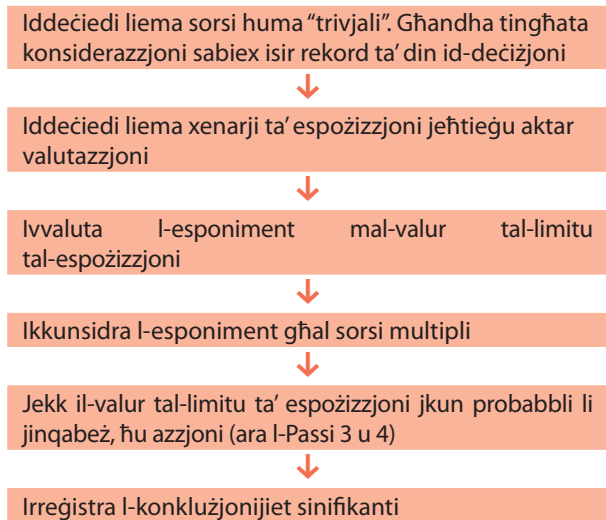 Iddeċiedi liema sorsi huma “trivjali”. Għandha tingħata
konsiderazzjoni sabiex isir rekord ta’ din id-deċiżjoni
Iddeċiedi liema xenarji ta’ espożizzjoni jeħtieġu aktar
valutazzjoni
Ivvaluta l-esponiment mal-valur tal-limitu
tal-espożizzjoni
Ikkunsidra l-esponiment għal sorsi multipli
Jekk il-valur tal-limitu ta’ espożizzjoni jkun probabbli li
jinqabeż, ħu azzjoni (ara l-Passi 3 u 4)
Irreġistra l-konklużjonijiet sinifikanti